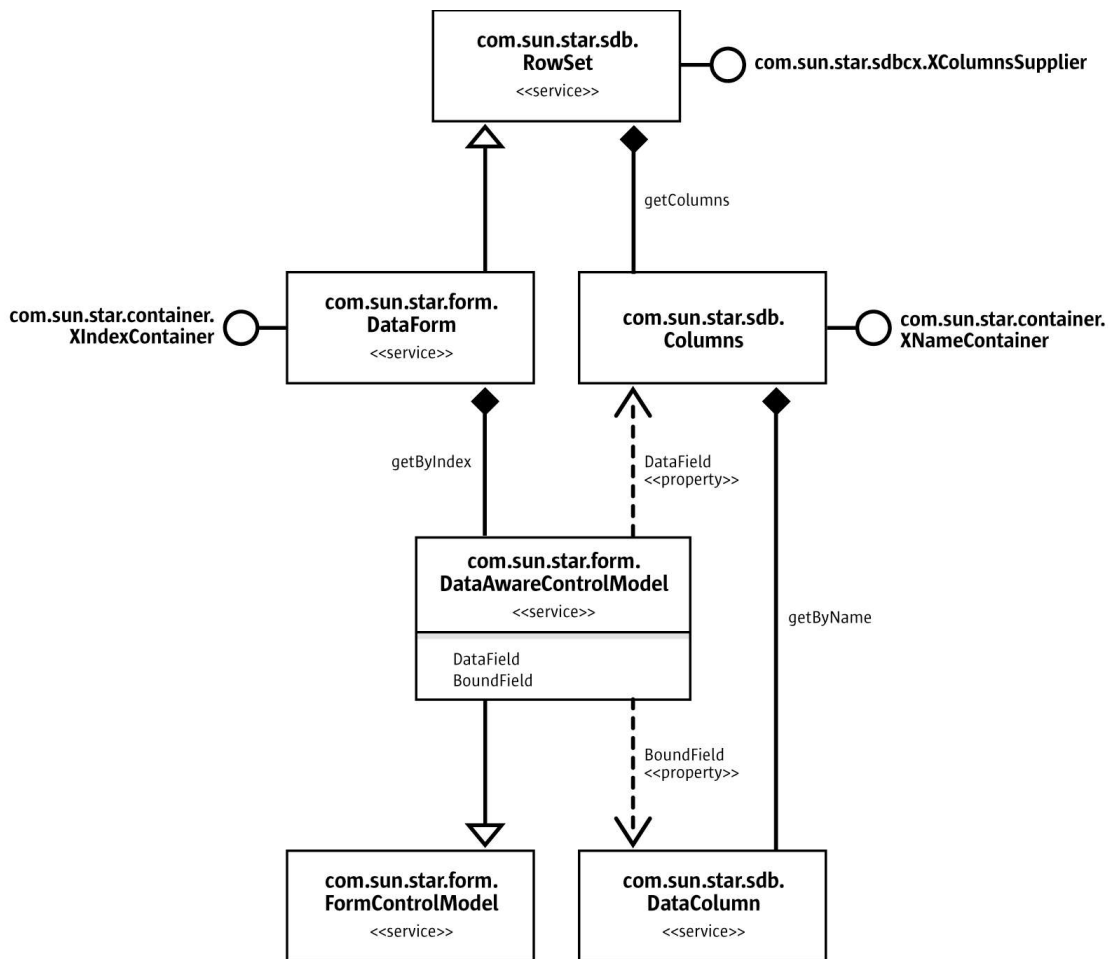 com.sun.star.sdb.
RowSet
<<service>>
com.sun.star.sdbcx.XColumnsSupplier
getColumns
com.sun.star.container.
XIndexContainer
com.sun.star.form.
DataForm
<<service>>
com.sun.star.sdb.
Columns
com.sun.star.container.
XNameContainer
getByIndex
DataField
<<property>>
com.sun.star.form.
DataAwareControlModel
<<service>>
DataField
BoundField
getByName
BoundField
<<property>>
com.sun.star.form.
FormControlModel
<<service>>
com.sun.star.sdb.
DataColumn
<<service>>